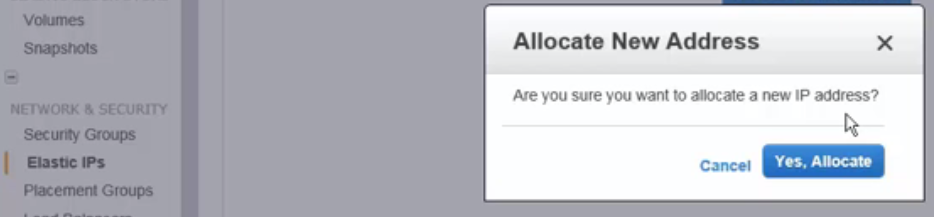 Volumes
Snapshots
NETWORK & SECURITY
Security Groups
Elastic IPs
Placement Groups
Allocate New Address
Are you sure you want to allocate a new IP address?
Cancel
Yes, Allocate